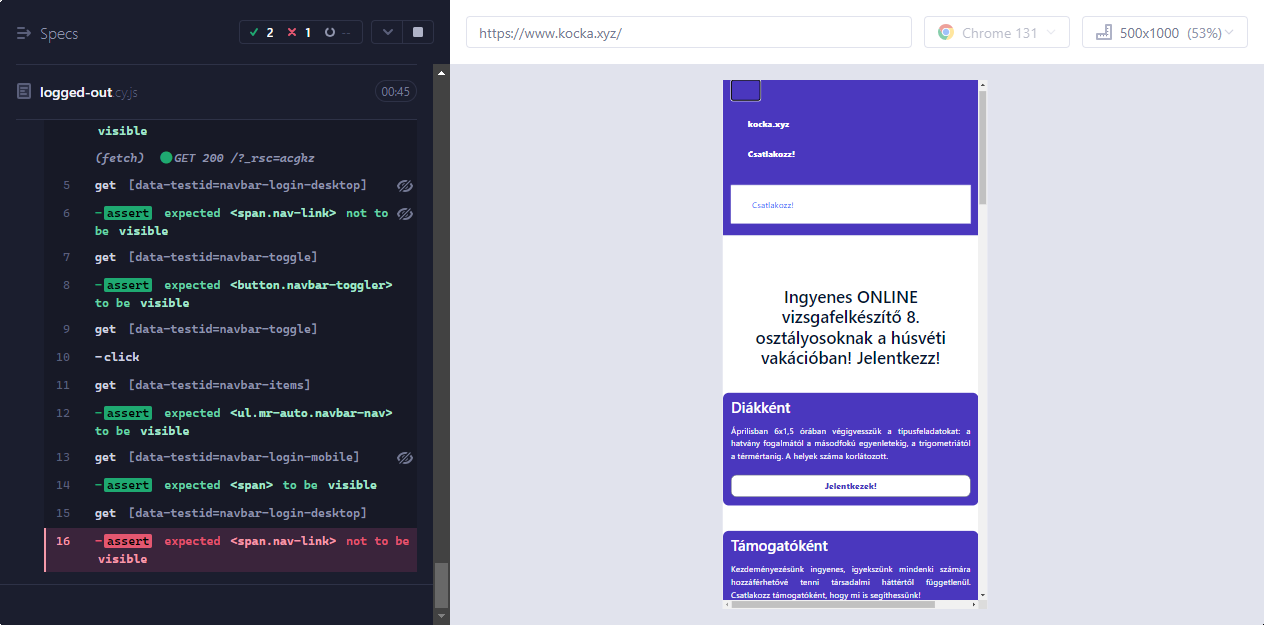 Specs
2
1
--
logged-out.cy.js
00:45
visible
(fetch) GET 200 /?_rsc=acgkz
5 get [data-testid=navbar-login-desktop]
6 -assert expected <span.nav-link> not to
be visible
7 get [data-testid=navbar-toggle]
8 -assert expected <button.navbar-toggler>
to be visible
9 get [data-testid=navbar-toggle]
10 -click
11 get [data-testid=navbar-items]
12 -assert expected <ul.mr-auto.navbar-nav>
to be visible
13 get [data-testid=navbar-login-mobile]
14 -assert expected <span> to be visible
15 get [data-testid=navbar-login-desktop]
16 -assert expected <span.nav-link> not to be
visible
https://www.kocka.xyz/
Chrome 131
500x1000 (53%)
kocka.xyz
Csatlakozz!
Csatlakozz!
Ingyenes ONLINE
vizsgafelkészítő 8.
osztályosoknak a húsvéti
vakációban! Jelentkezz!
Diákként
Áprilisban 6x1,5 órában végigvesszük a típusfeladatokat: a
hatvány fogalmától a másodfokú egyenletekig, a trigometriától
a térmértanig. A helyek száma korlátozott.
Jelentkezek!
Támogatóként
Kezdeményezésünk ingyenes, igyekszünk mindenki számára
hozzáférhetővé tenni társadalmi háttértől függetlenül.
Csatlakozz támogatóként, hogy mi is segíthessünk!